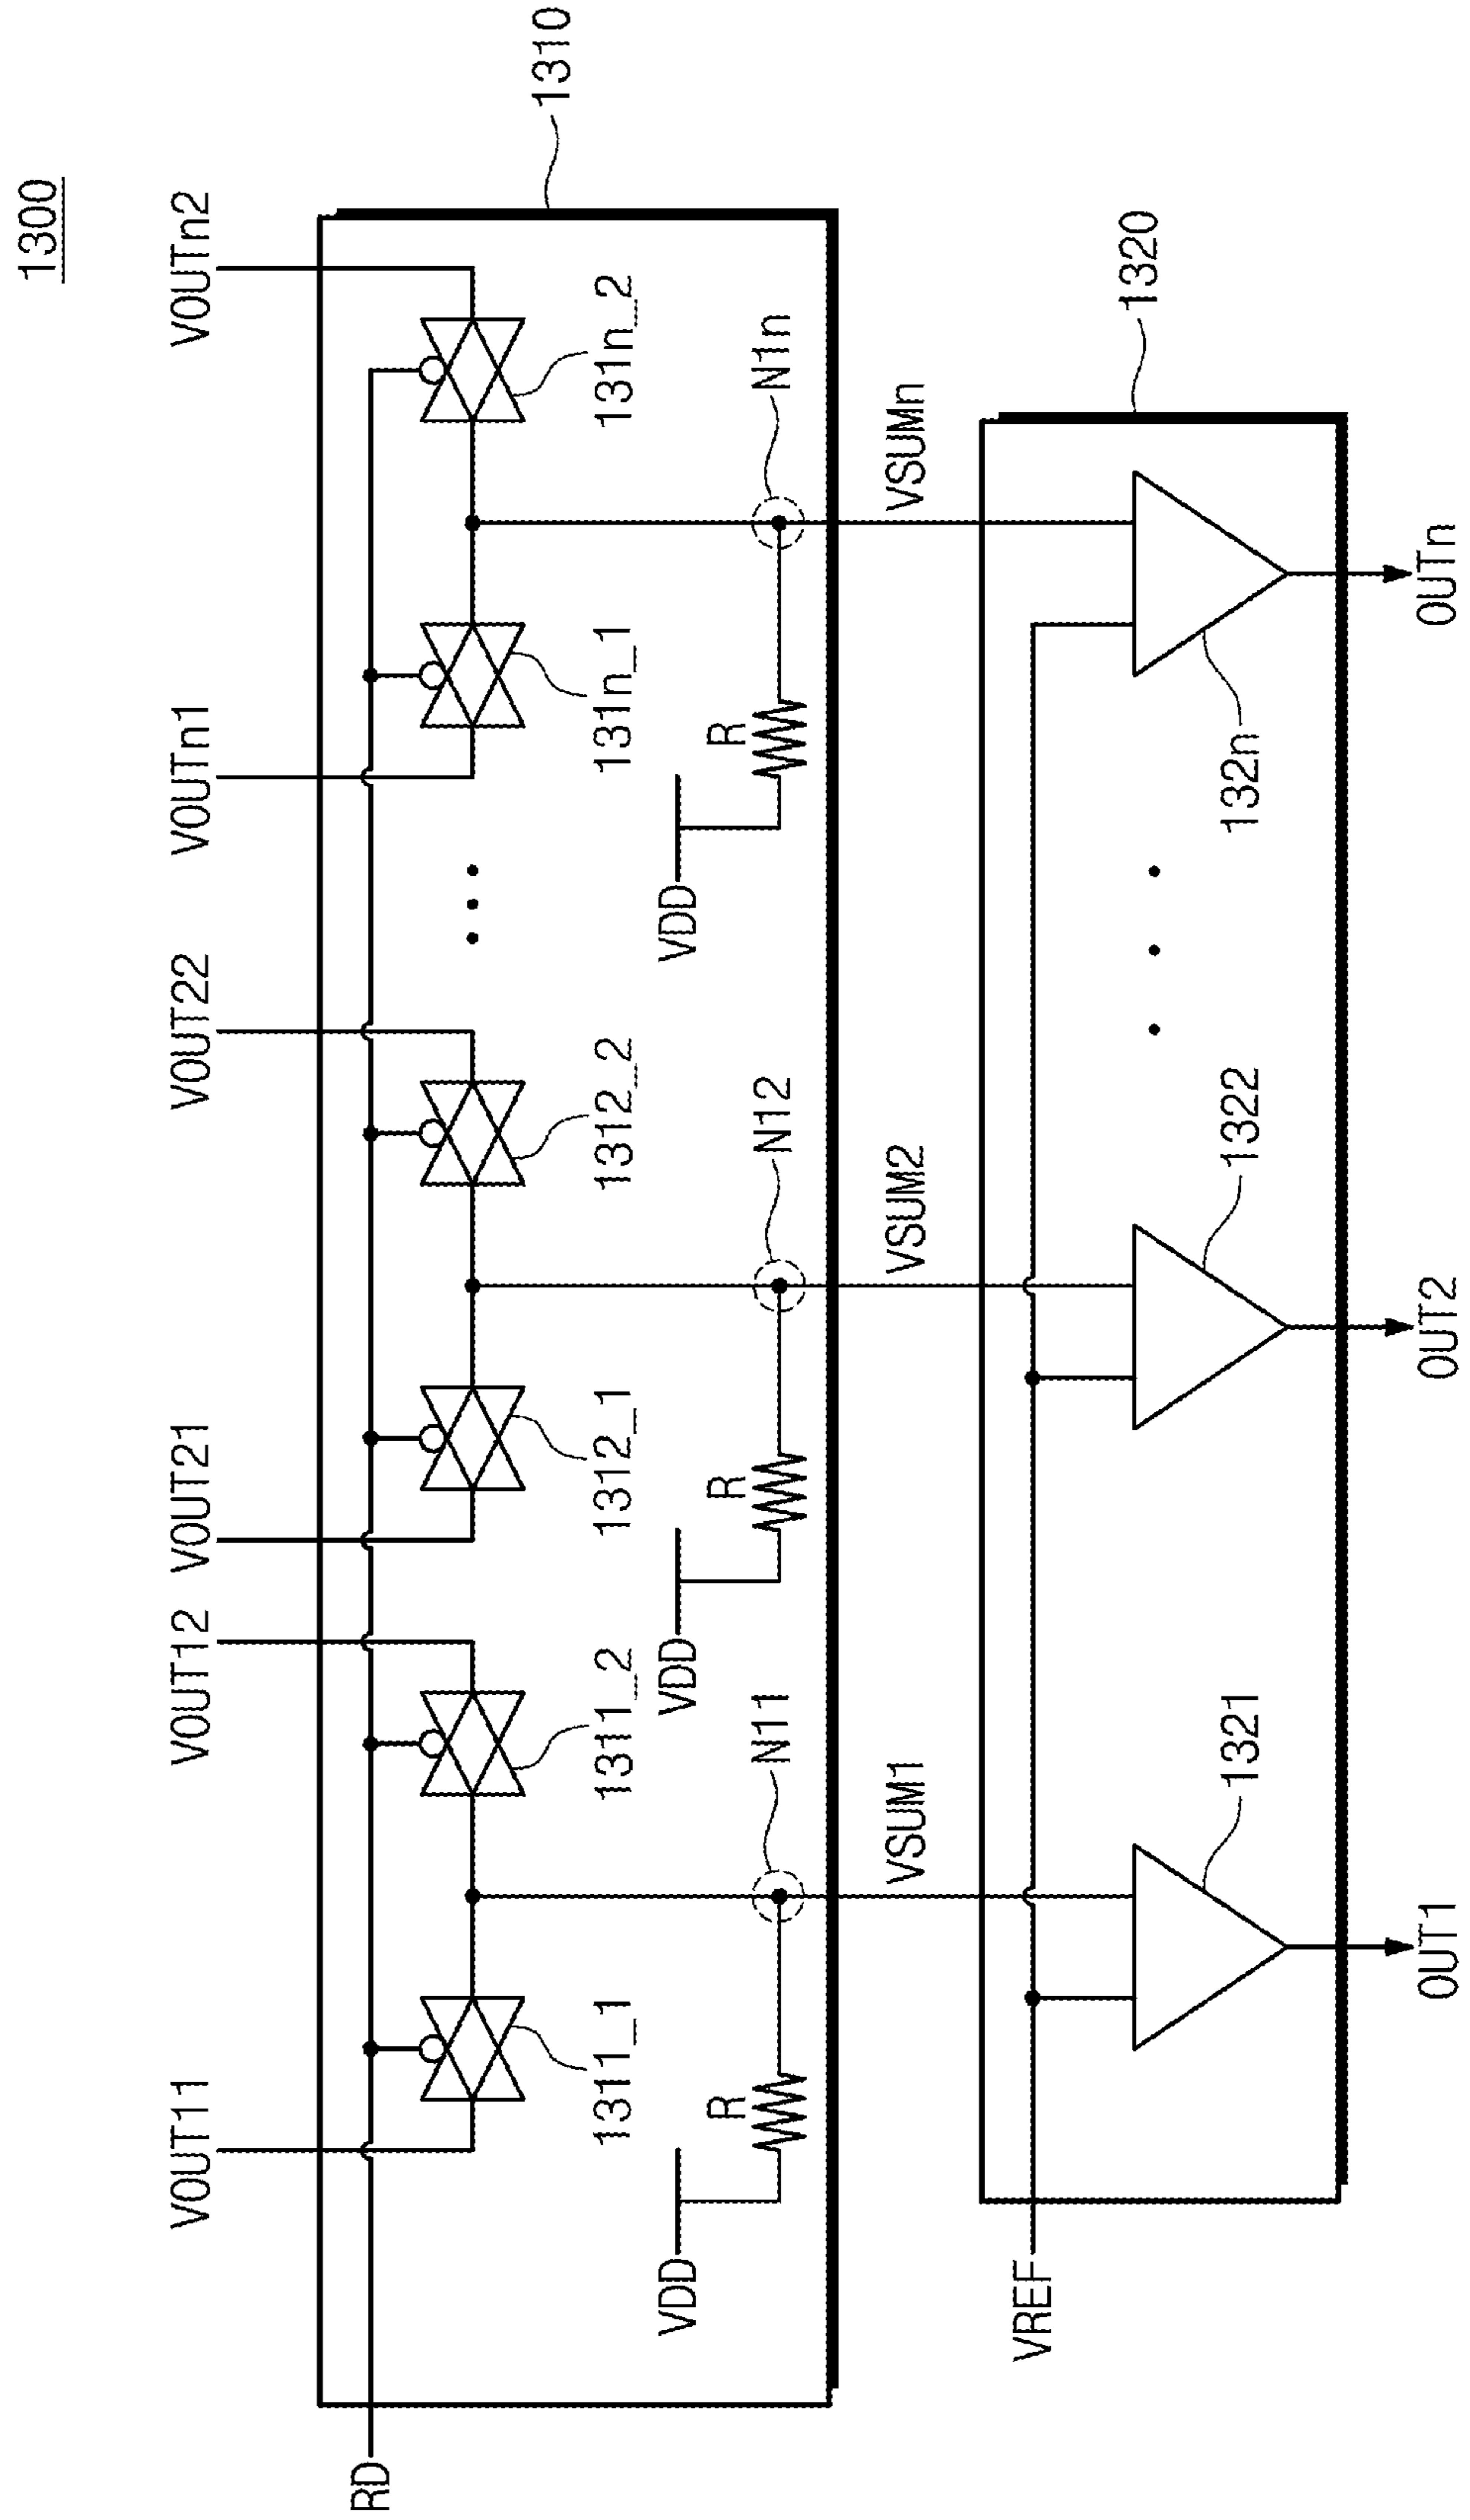 1300
VOUT11
VOUT12
VOUT21
VOUT22
VOUTn1
VOUTn2
1310
RD
1311_1
1311_2
1312_1
1312_2
131n_1
131n_2
VDD
R
N11
VDD
R
N12
VDD
R
N1n
VSUM1
VSUM2
VSUMn
1320
VREF
1321
1322
132n
OUT1
OUT2
OUTn